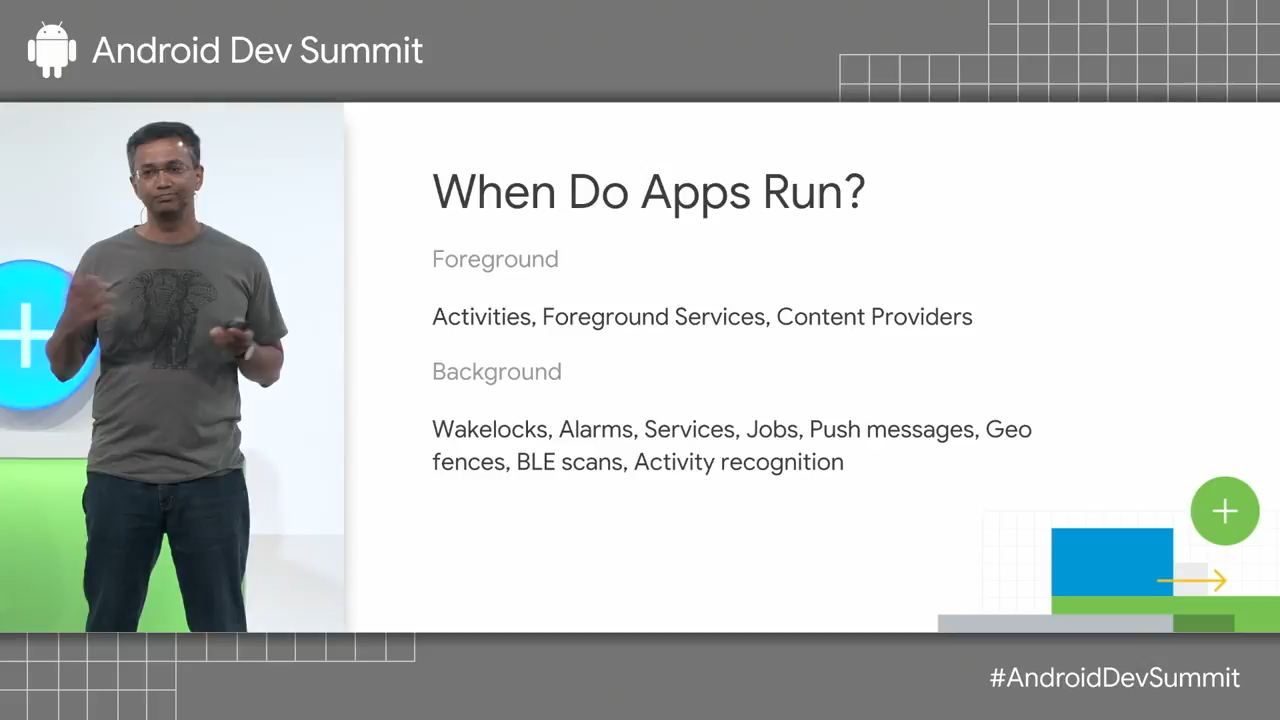 Android Dev Summit
When Do Apps Run?
Foreground
Activities, Foreground Services, Content Providers
Background
Wakelocks, Alarms, Services, Jobs, Push messages, Geo
fences, BLE scans, Activity recognition
#AndroidDevSummit